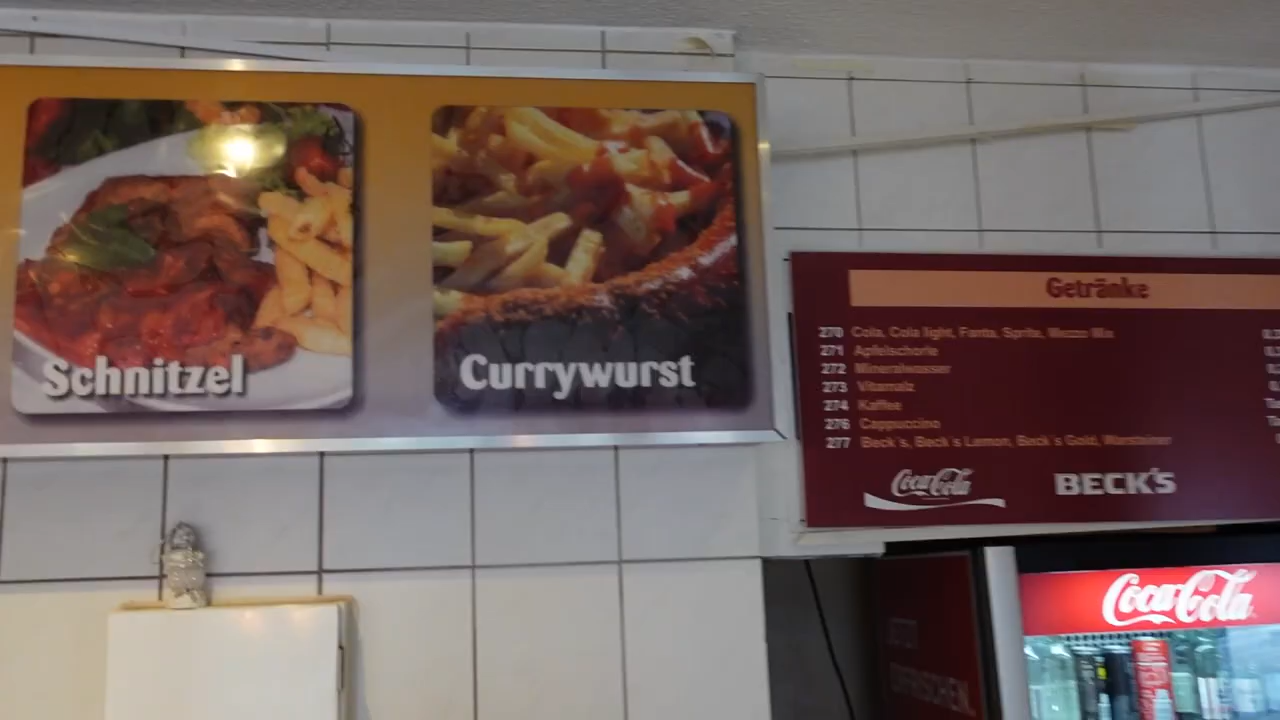 Schnitzel
Currywurst
Getränke
270 Cola, Cola light, Fanta, Sprite, Mezzo Mix
271 Apfelschorle
272 Mineralwasser
273 Vitamalz
274 Kaffee
276 Cappuccino
277 Beck's, Beck's Lemon, Beck's Gold, Warsteiner
Coca-Cola
BECK'S
Coca-Cola